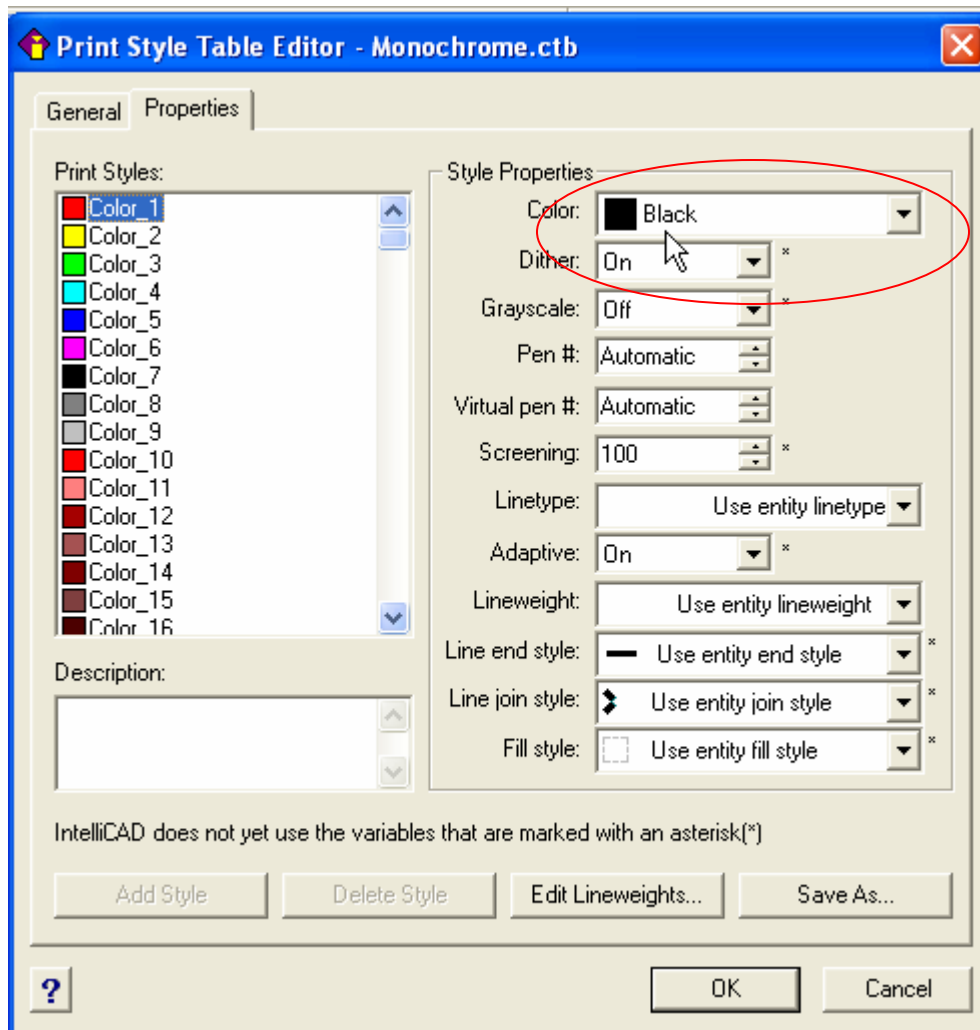 Print Style Table Editor - Monochrome.ctb
General Properties
Print Styles:
Color_1
Color_2
Color_3
Color_4
Color_5
Color_6
Color_7
Color_8
Color_9
Color_10
Color_11
Color_12
Color_13
Color_14
Color_15
Color_16
Description:
Style Properties
Color: Black
Dither: On *
Grayscale: Off *
Pen #: Automatic
Virtual pen #: Automatic
Screening: 100 *
Linetype: Use entity linetype
Adaptive: On *
Lineweight: Use entity lineweight
Line end style: Use entity end style *
Line join style: Use entity join style *
Fill style: Use entity fill style *
IntelliCAD does not yet use the variables that are marked with an asterisk(*)
Add Style Delete Style Edit Lineweights... Save As...
? OK Cancel